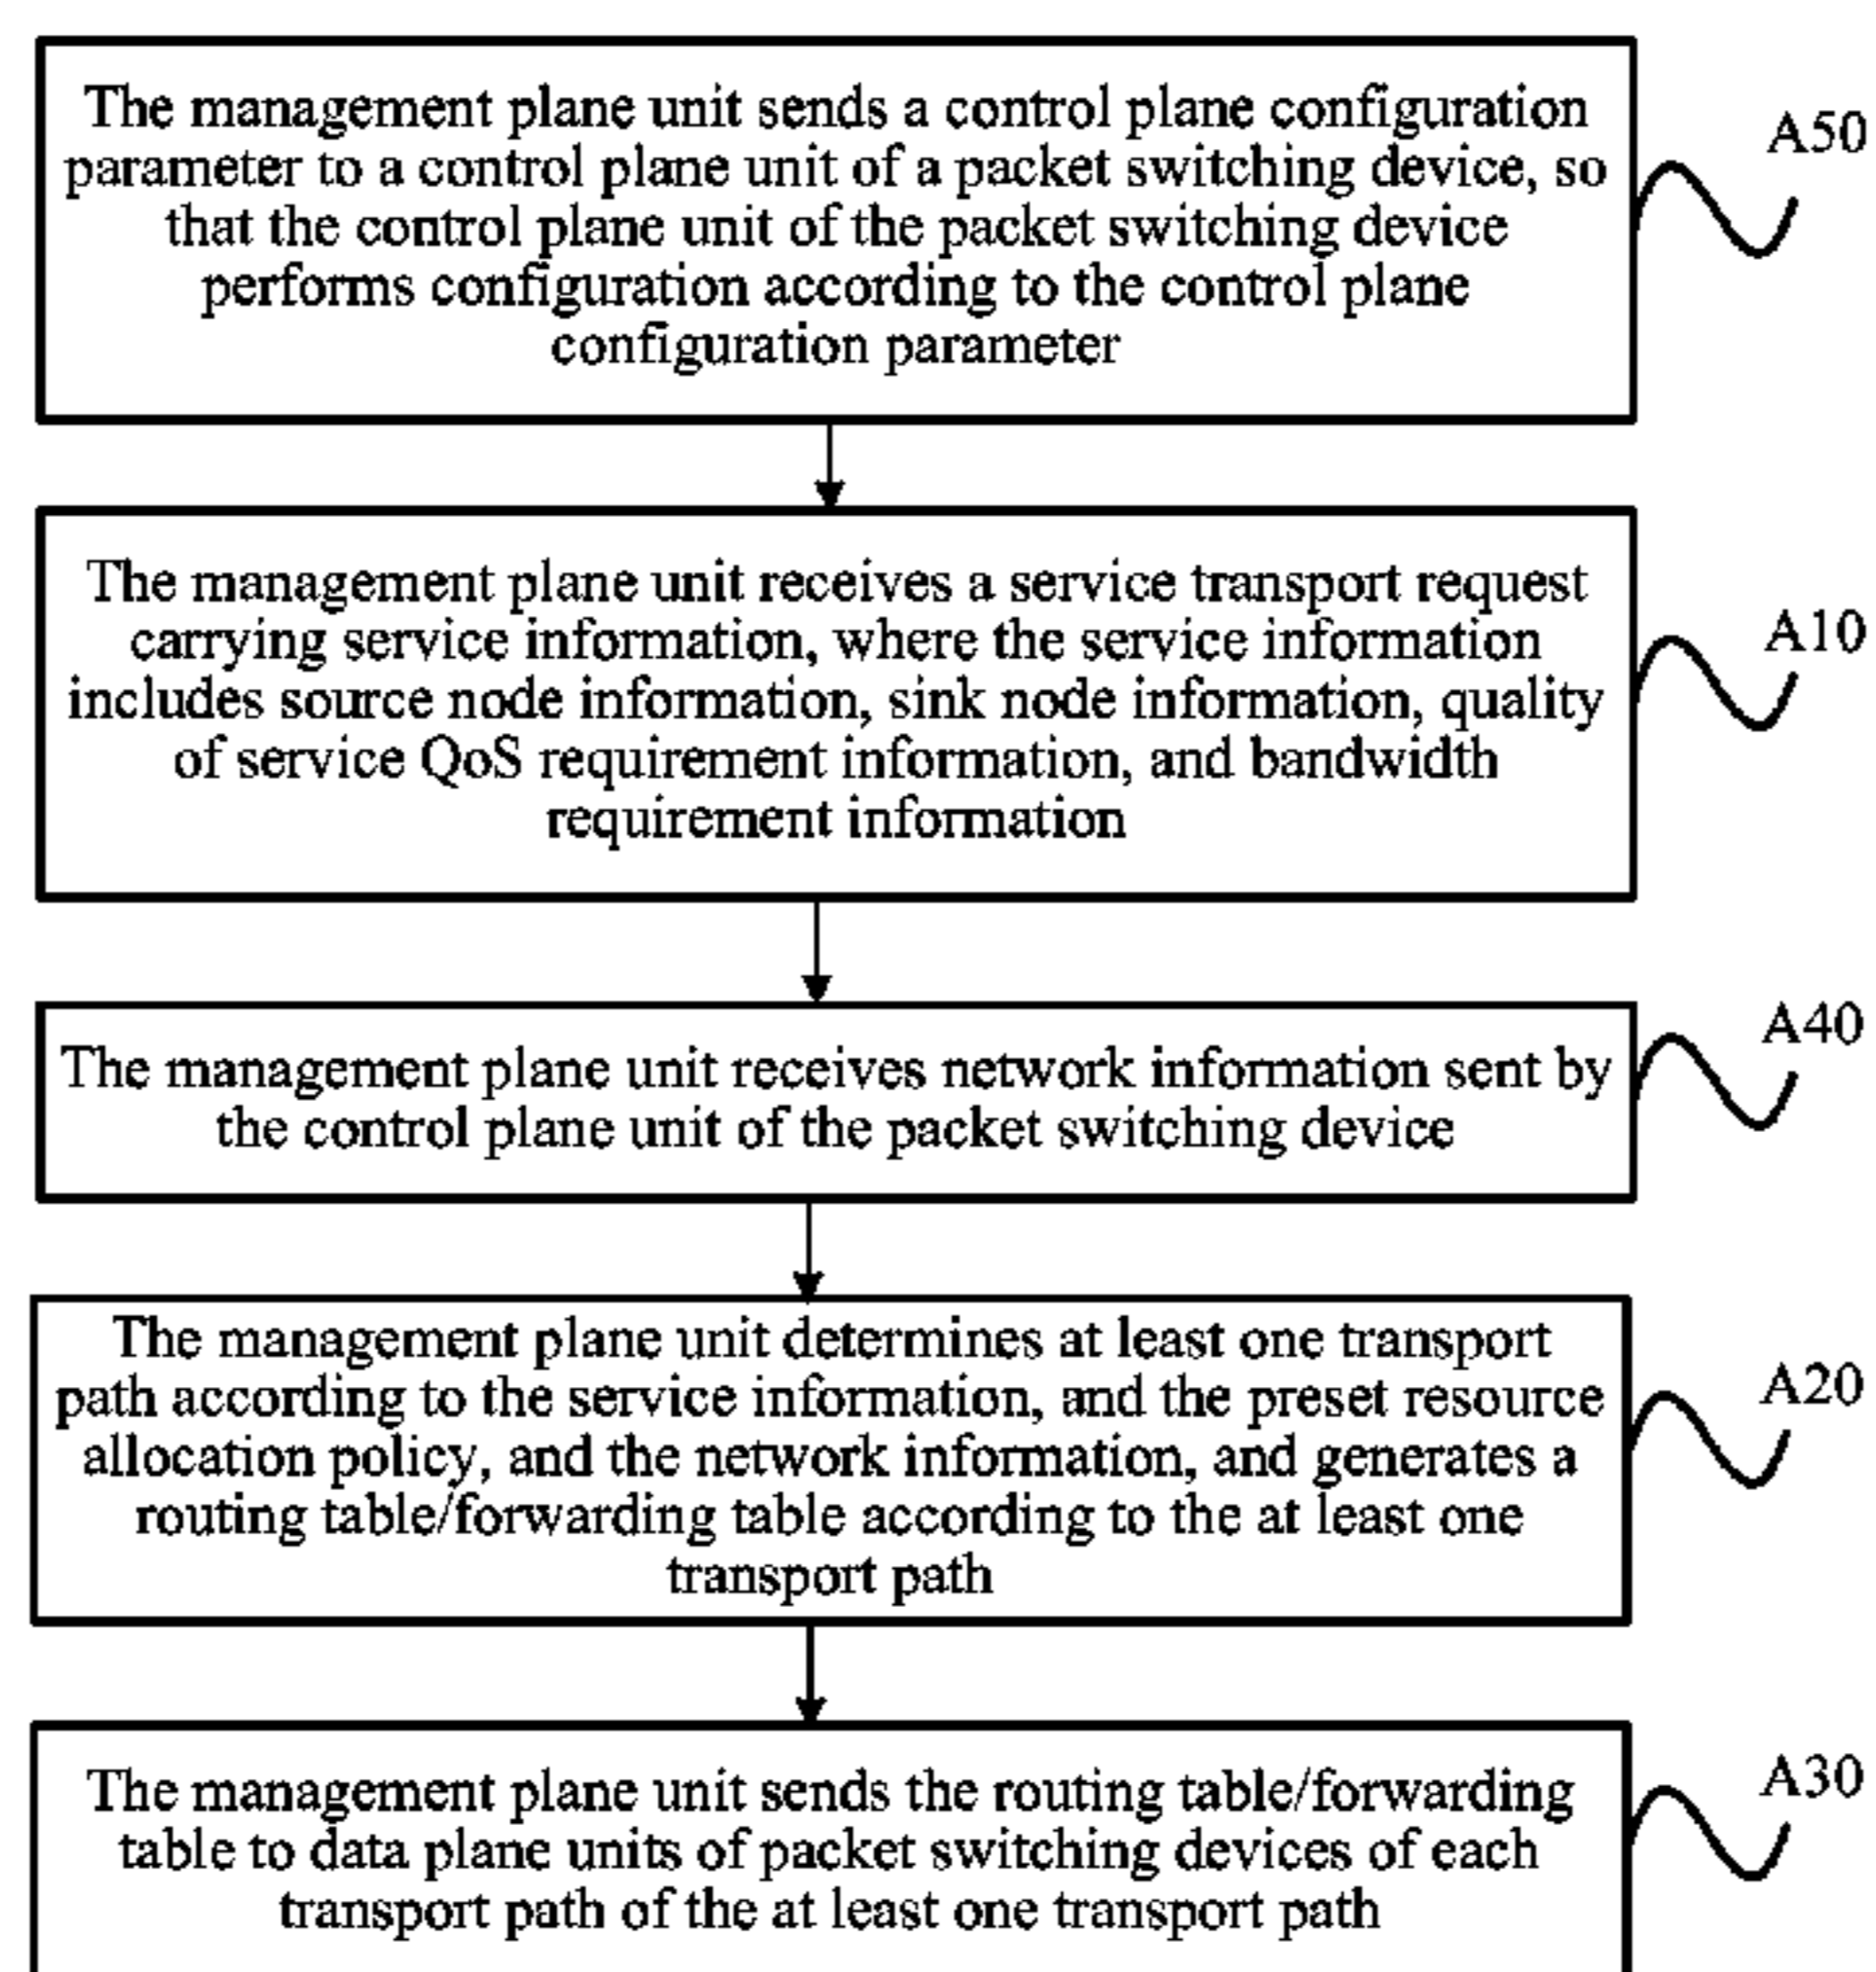 The management plane unit sends a control plane configuration
parameter to a control plane unit of a packet switching device, so
that the control plane unit of the packet switching device
performs configuration according to the control plane
configuration parameter
A50
The management plane unit receives a service transport request
carrying service information, where the service information
includes source node information, sink node information, quality
of service QoS requirement information, and bandwidth
requirement information
A10
The management plane unit receives network information sent by
the control plane unit of the packet switching device
A40
The management plane unit determines at least one transport
path according to the service information, and the preset resource
allocation policy, and the network information, and generates a
routing table/forwarding table according to the at least one
transport path
A20
The management plane unit sends the routing table/forwarding
table to data plane units of packet switching devices of each
transport path of the at least one transport path
A30